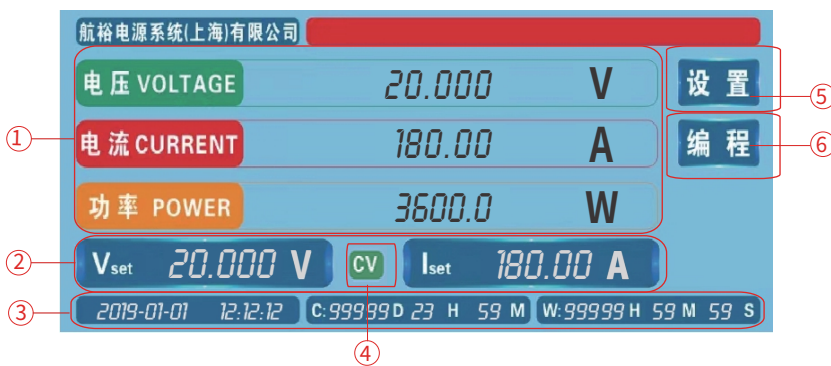 航裕电源系统(上海)有限公司
电压 VOLTAGE 20.000 V
设置
⑤
①
电流 CURRENT 180.00 A
编程
⑥
功率 POWER 3600.0 W
②
Vset 20.000 V
CV
Iset 180.00 A
③
2019-01-01 12:12:12
C:99999 D 23 H 59 M
W:99999 H 59 M 59 S
④